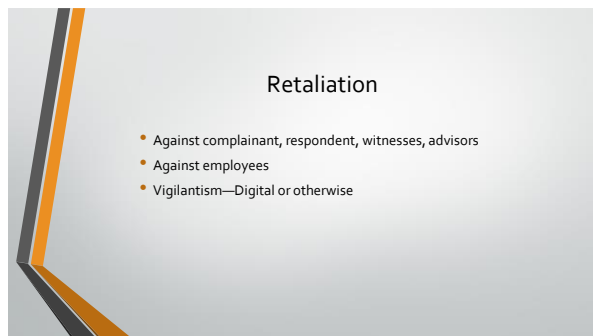 Retaliation
• Against complainant, respondent, witnesses, advisors
• Against employees
• Vigilantism—Digital or otherwise